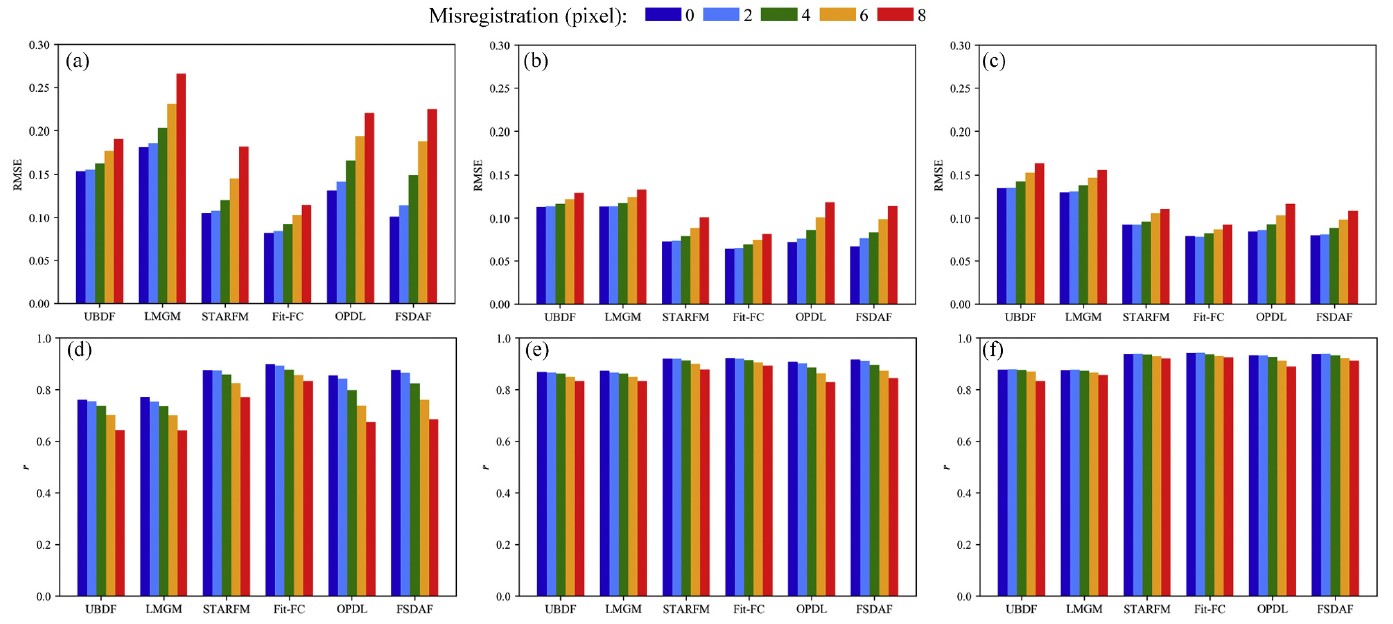 Misregistration (pixel): 0 2 4 6 8
(a) (b) (c)
0.30 0.30 0.30
0.25 0.25 0.25
0.20 0.20 0.20
RMSE RMSE RMSE
0.15 0.15 0.15
0.10 0.10 0.10
0.05 0.05 0.05
0.00 0.00 0.00
UBDF LMGM STARFM Fit-FC OPDL FSDAF UBDF LMGM STARFM Fit-FC OPDL FSDAF UBDF LMGM STARFM Fit-FC OPDL FSDAF
1.0 1.0 1.0
(d) (e) (f)
0.8 0.8 0.8
0.6 0.6 0.6
r r r
0.4 0.4 0.4
0.2 0.2 0.2
0.0 0.0 0.0
UBDF LMGM STARFM Fit-FC OPDL FSDAF UBDF LMGM STARFM Fit-FC OPDL FSDAF UBDF LMGM STARFM Fit-FC OPDL FSDAF